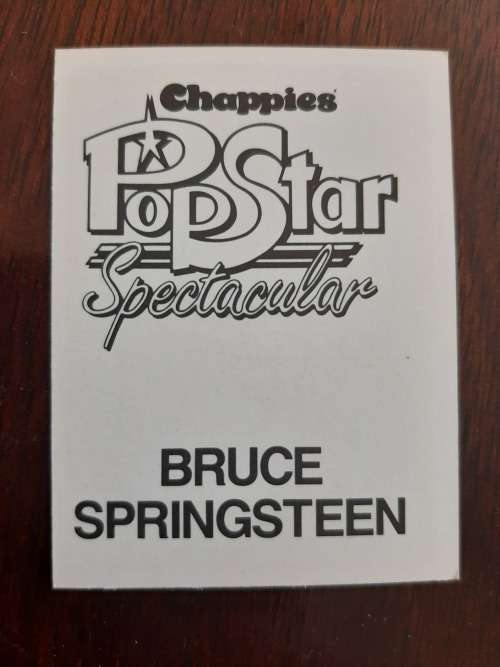 Chappies
PopStar
Spectacular
BRUCE
SPRINGSTEEN